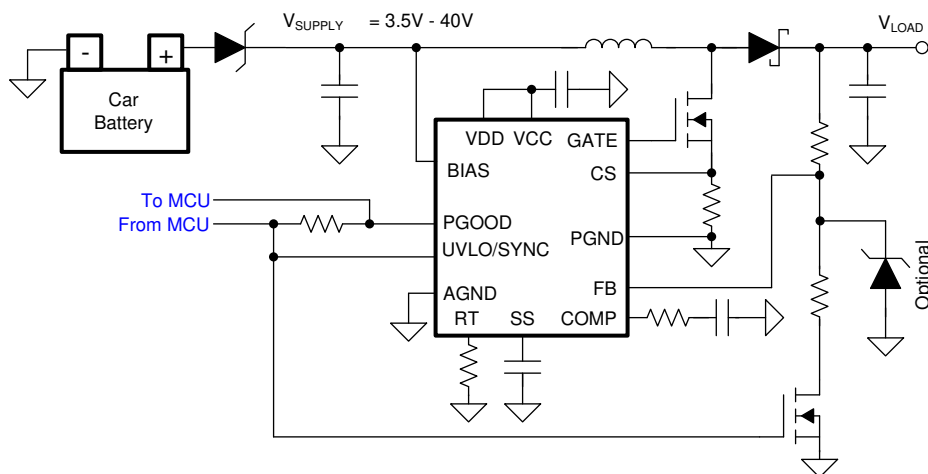 V_SUPPLY = 3.5V - 40V
V_LOAD
- +
Car
Battery
VDD VCC GATE
BIAS
CS
To MCU
From MCU
PGOOD
UVLO/SYNC
PGND
AGND
FB
RT SS COMP
Optional